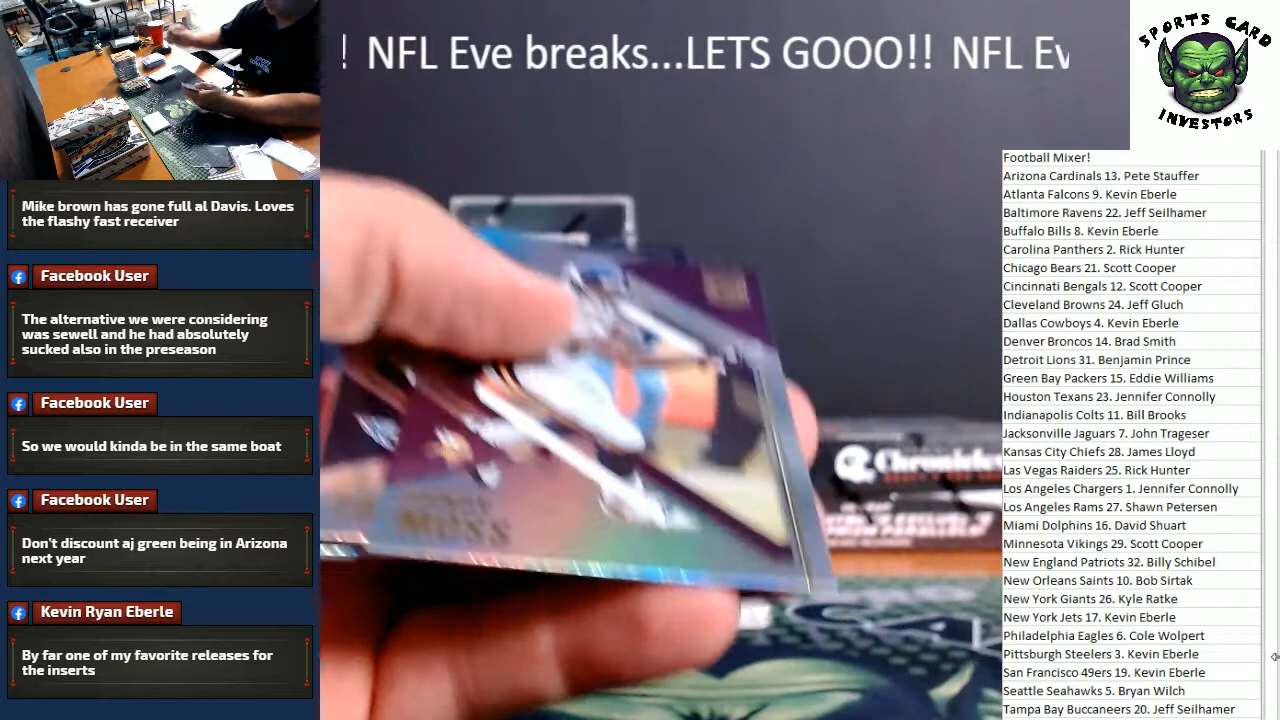 ! NFL Eve breaks...LETS GOOO!! NFL Ev
SPORTS CARD
INVESTORS
Mike brown has gone full al Davis. Loves
the flashy fast receiver
Facebook User
The alternative we were considering
was sewell and he had absolutely
sucked also in the preseason
Facebook User
So we would kinda be in the same boat
Facebook User
Don't discount aj green being in Arizona
next year
Kevin Ryan Eberle
By far one of my favorite releases for
the inserts
MOSS
Chronicles
Football Mixer!
Arizona Cardinals 13. Pete Stauffer
Atlanta Falcons 9. Kevin Eberle
Baltimore Ravens 22. Jeff Seilhamer
Buffalo Bills 8. Kevin Eberle
Carolina Panthers 2. Rick Hunter
Chicago Bears 21. Scott Cooper
Cincinnati Bengals 12. Scott Cooper
Cleveland Browns 24. Jeff Gluch
Dallas Cowboys 4. Kevin Eberle
Denver Broncos 14. Brad Smith
Detroit Lions 31. Benjamin Prince
Green Bay Packers 15. Eddie Williams
Houston Texans 23. Jennifer Connolly
Indianapolis Colts 11. Bill Brooks
Jacksonville Jaguars 7. John Trageser
Kansas City Chiefs 28. James Lloyd
Las Vegas Raiders 25. Rick Hunter
Los Angeles Chargers 1. Jennifer Connolly
Los Angeles Rams 27. Shawn Petersen
Miami Dolphins 16. David Shuart
Minnesota Vikings 29. Scott Cooper
New England Patriots 32. Billy Schibel
New Orleans Saints 10. Bob Sirtak
New York Giants 26. Kyle Ratke
New York Jets 17. Kevin Eberle
Philadelphia Eagles 6. Cole Wolpert
Pittsburgh Steelers 3. Kevin Eberle
San Francisco 49ers 19. Kevin Eberle
Seattle Seahawks 5. Bryan Wilch
Tampa Bay Buccaneers 20. Jeff Seilhamer